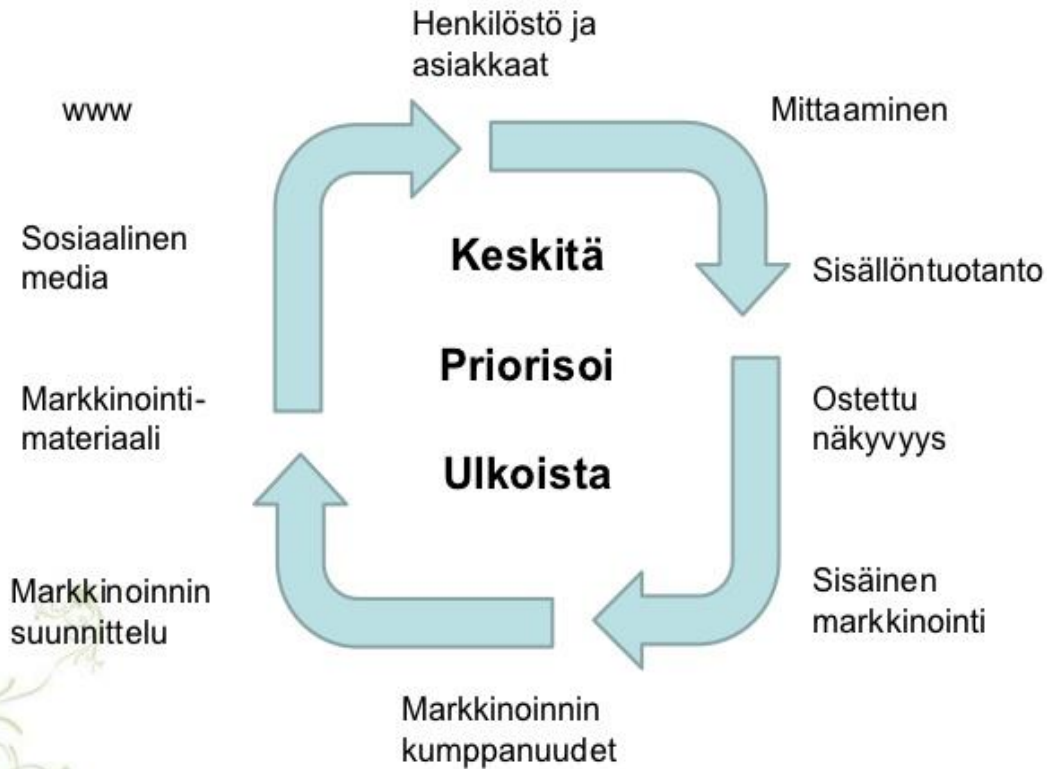 Henkilöstö ja
asiakkaat
www
Mittaaminen
Sosiaalinen
media
Keskitä
Sisällöntuotanto
Priorisoi
Markkinointi-
materiaali
Ostettu
näkyvyys
Ulkoista
Markkinoinnin
suunnittelu
Sisäinen
markkinointi
Markkinoinnin
kumppanuudet